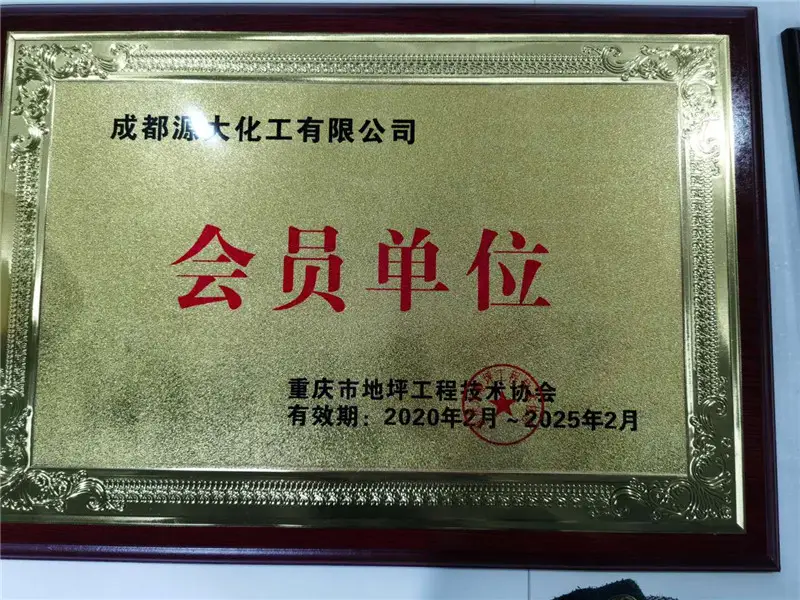 成都源大化工有限公司
会员单位
重庆市地坪工程技术协会
有效期：2020年2月～2025年2月